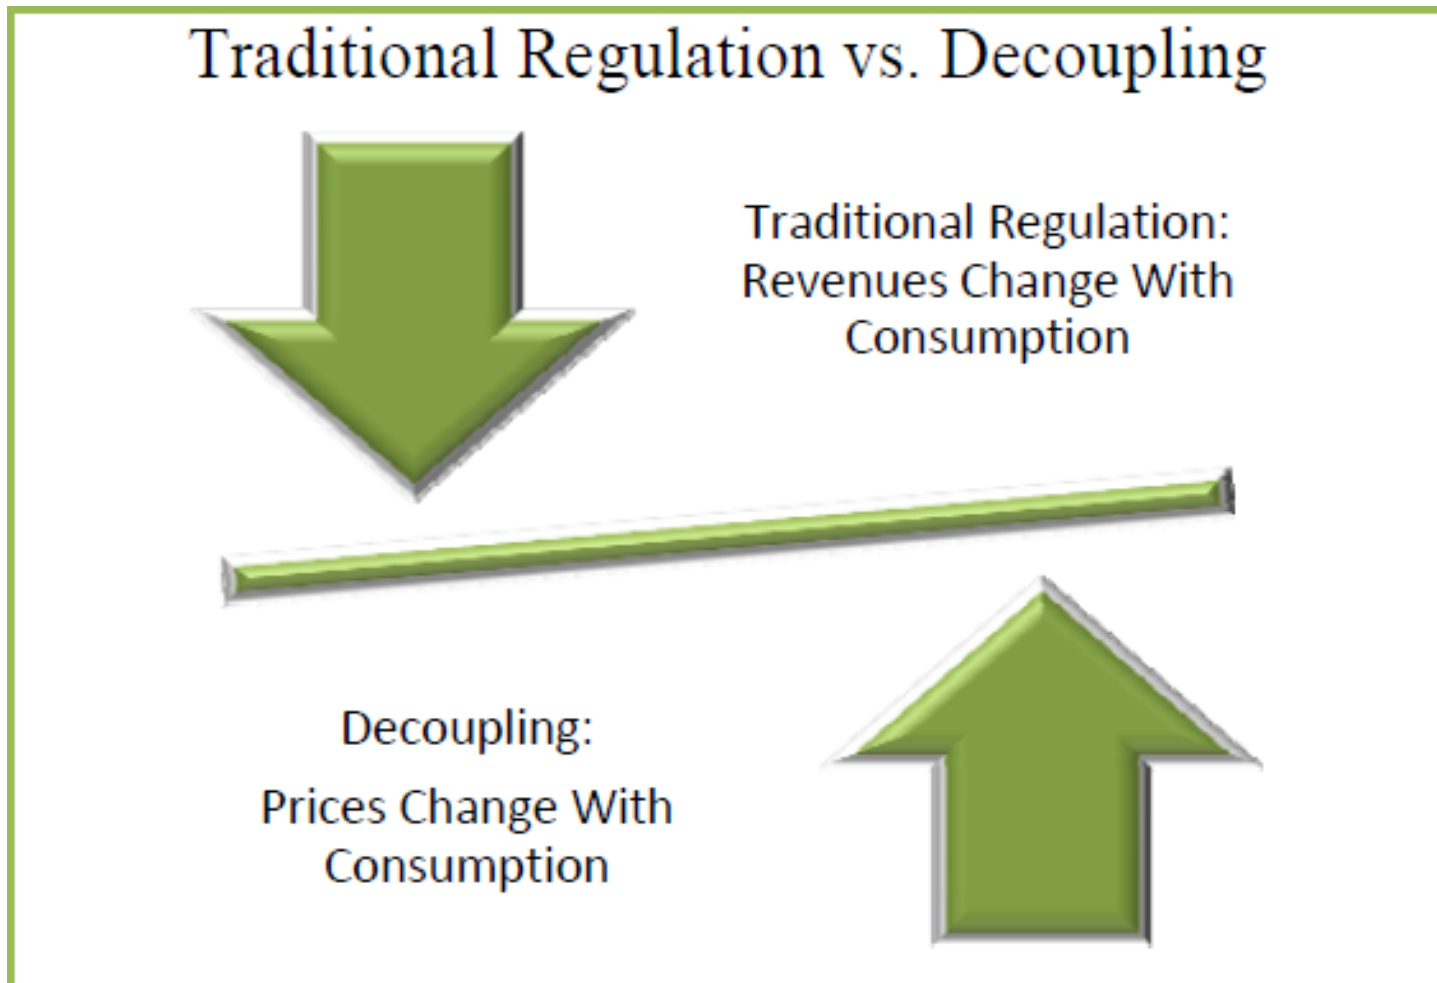 Traditional Regulation vs. Decoupling
Traditional Regulation:
Revenues Change With
Consumption
Decoupling:
Prices Change With
Consumption